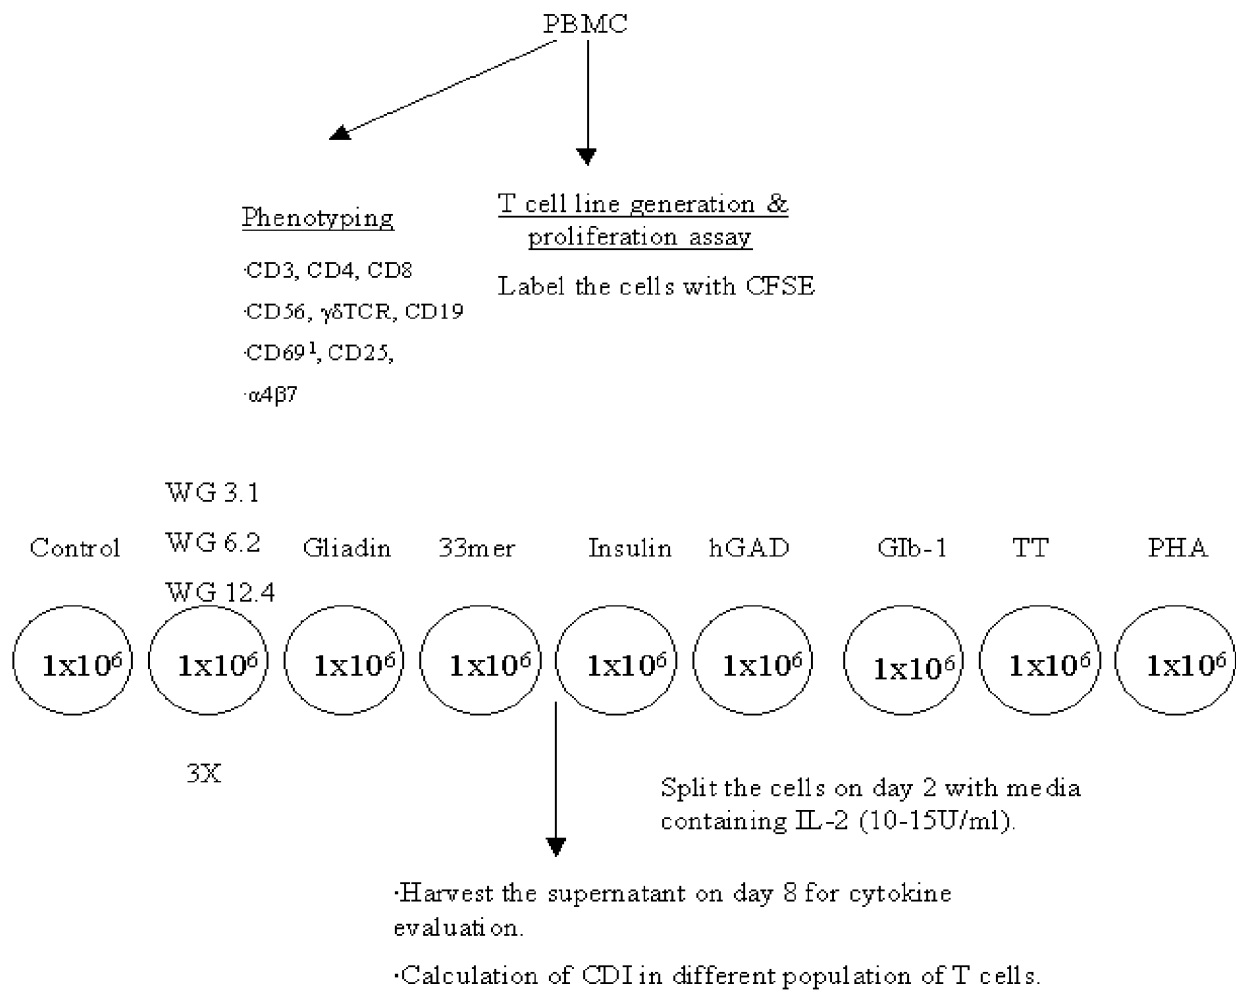 PBMC
Phenotyping
·CD3, CD4, CD8
·CD56, γδTCR, CD19
·CD69¹, CD25,
·α4β7
T cell line generation &
proliferation assay
Label the cells with CFSE
WG 3.1
Control WG 6.2 Gliadin 33mer Insulin hGAD Glb-1 TT PHA
WG 12.4
1x10⁶ 1x10⁶ 1x10⁶ 1x10⁶ 1x10⁶ 1x10⁶ 1x10⁶ 1x10⁶ 1x10⁶
3X
Split the cells on day 2 with media
containing IL-2 (10-15U/ml).
·Harvest the supernatant on day 8 for cytokine
evaluation.
·Calculation of CDI in different population of T cells.